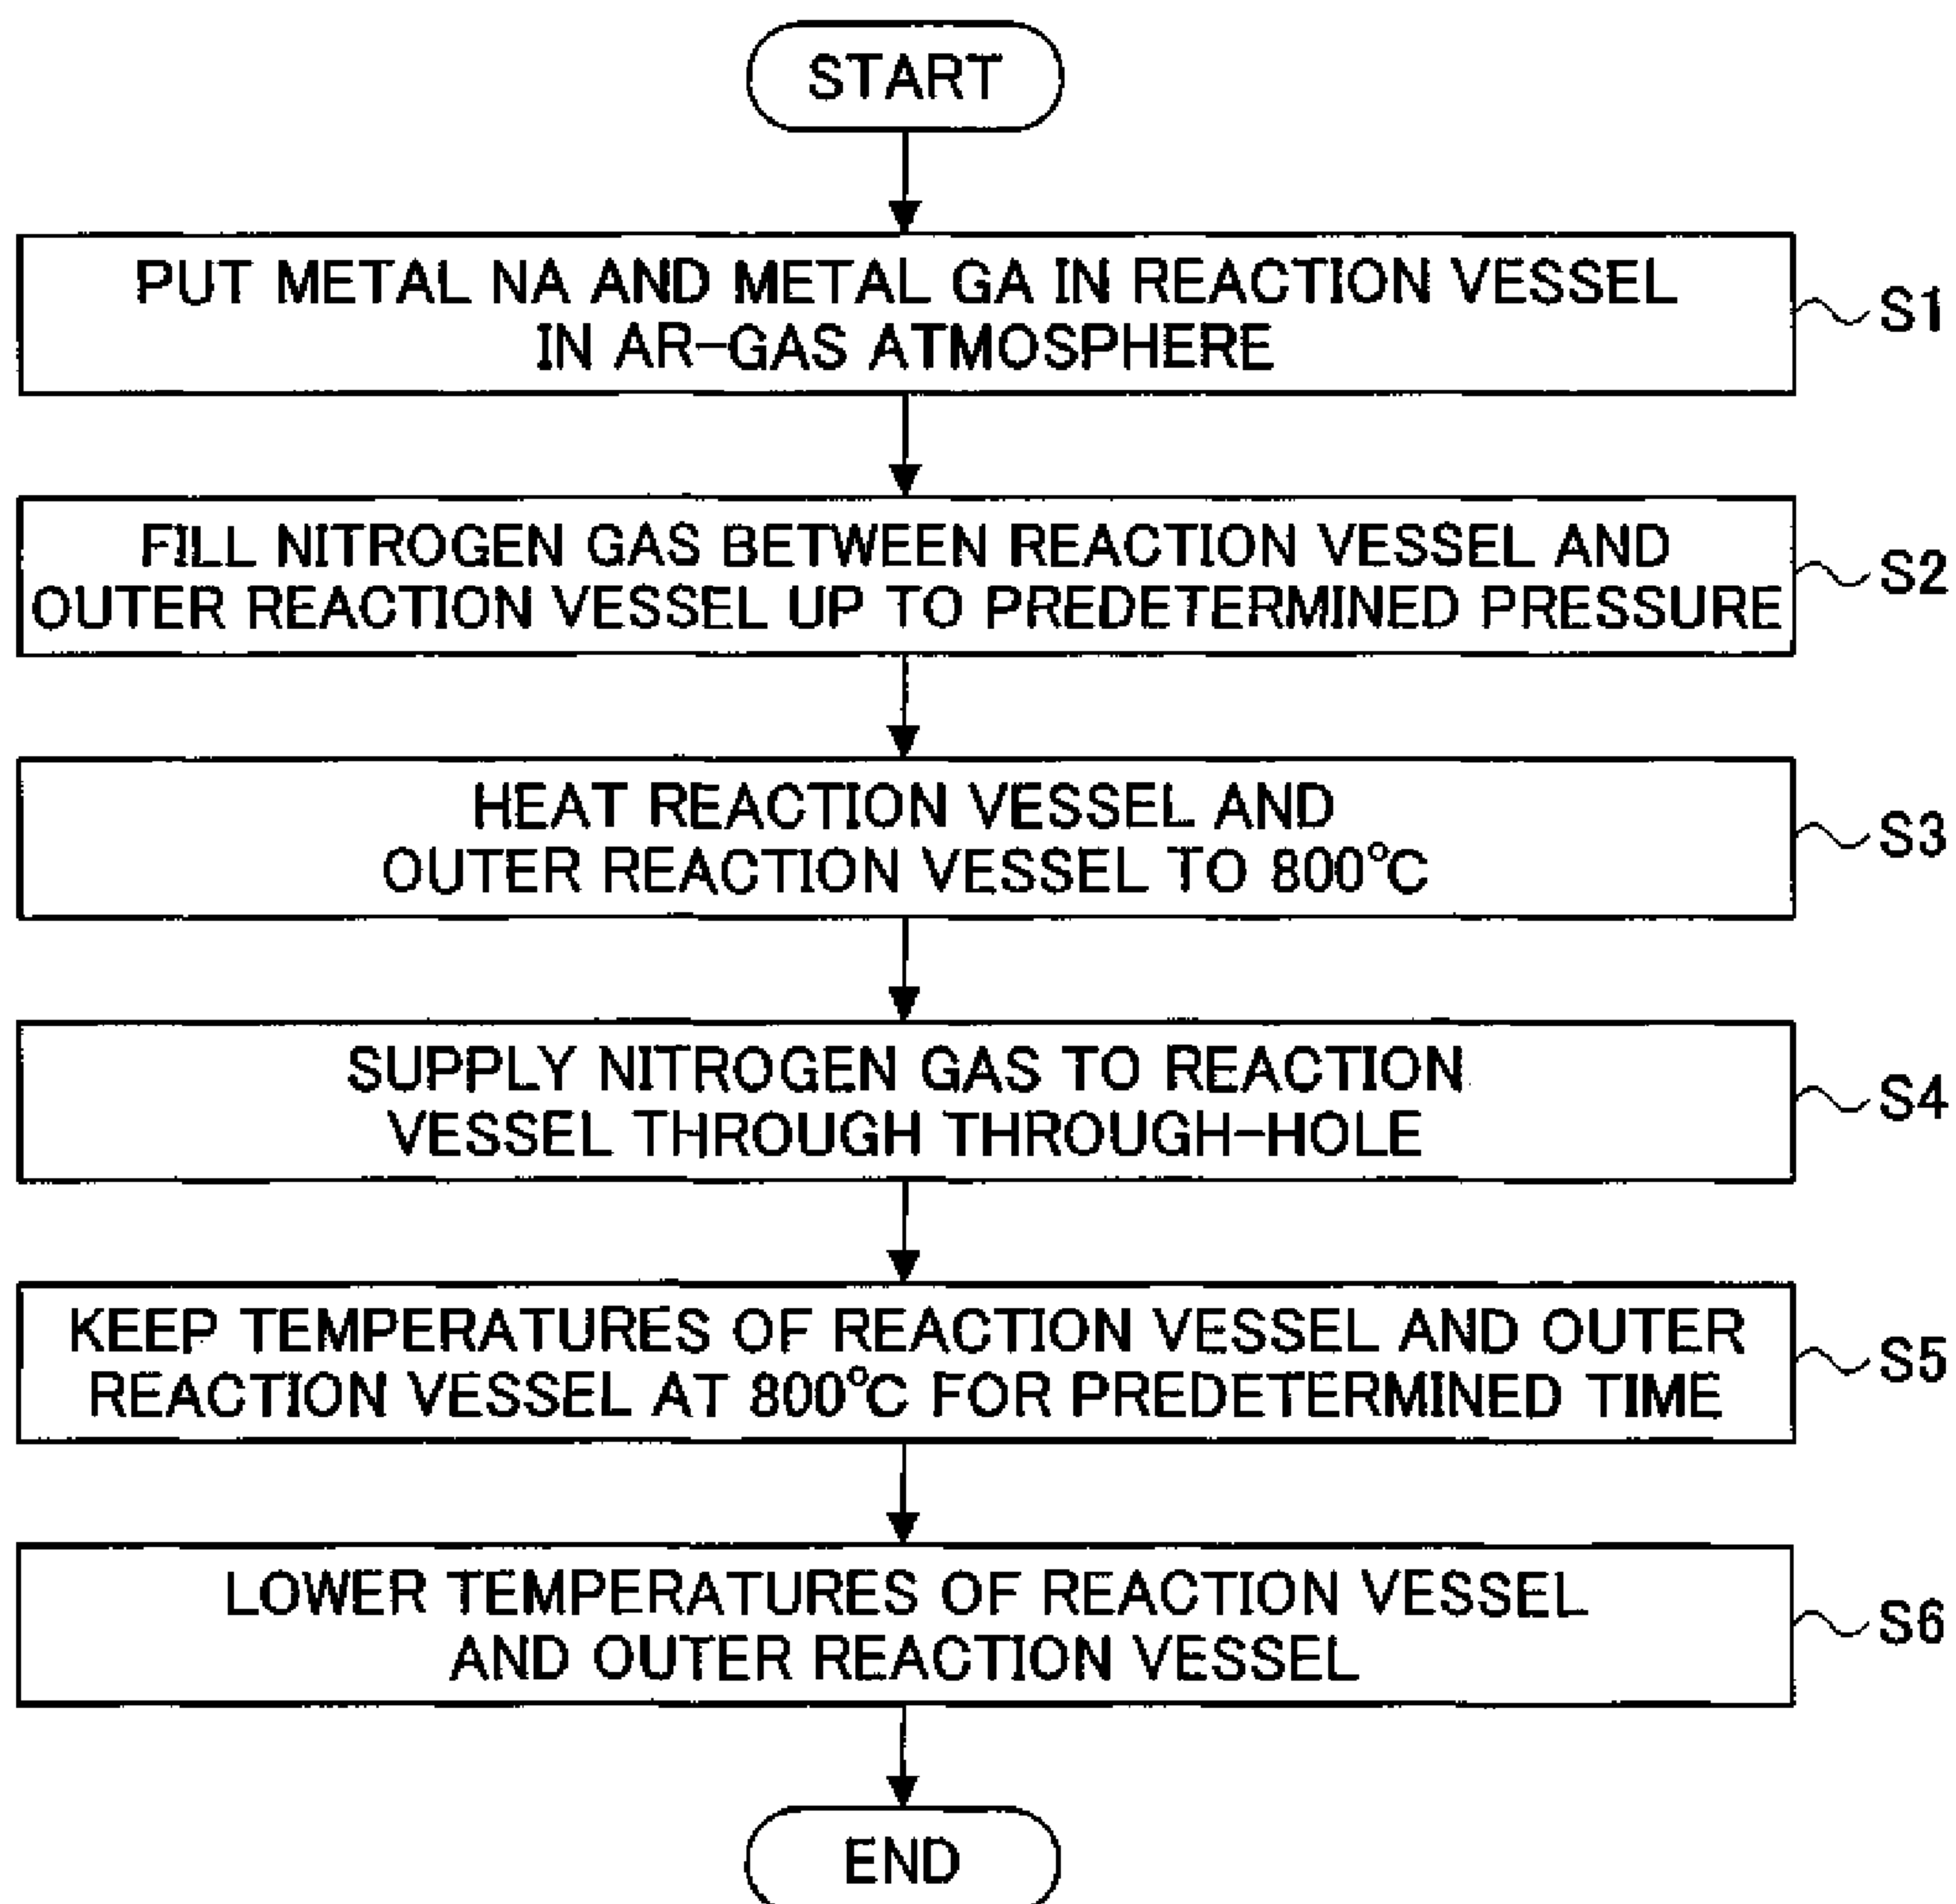 START
PUT METAL NA AND METAL GA IN REACTION VESSEL
IN AR-GAS ATMOSPHERE
S1
FILL NITROGEN GAS BETWEEN REACTION VESSEL AND
OUTER REACTION VESSEL UP TO PREDETERMINED PRESSURE
S2
HEAT REACTION VESSEL AND
OUTER REACTION VESSEL TO 800°C
S3
SUPPLY NITROGEN GAS TO REACTION
VESSEL THROUGH THROUGH-HOLE
S4
KEEP TEMPERATURES OF REACTION VESSEL AND OUTER
REACTION VESSEL AT 800°C FOR PREDETERMINED TIME
S5
LOWER TEMPERATURES OF REACTION VESSEL
AND OUTER REACTION VESSEL
S6
END